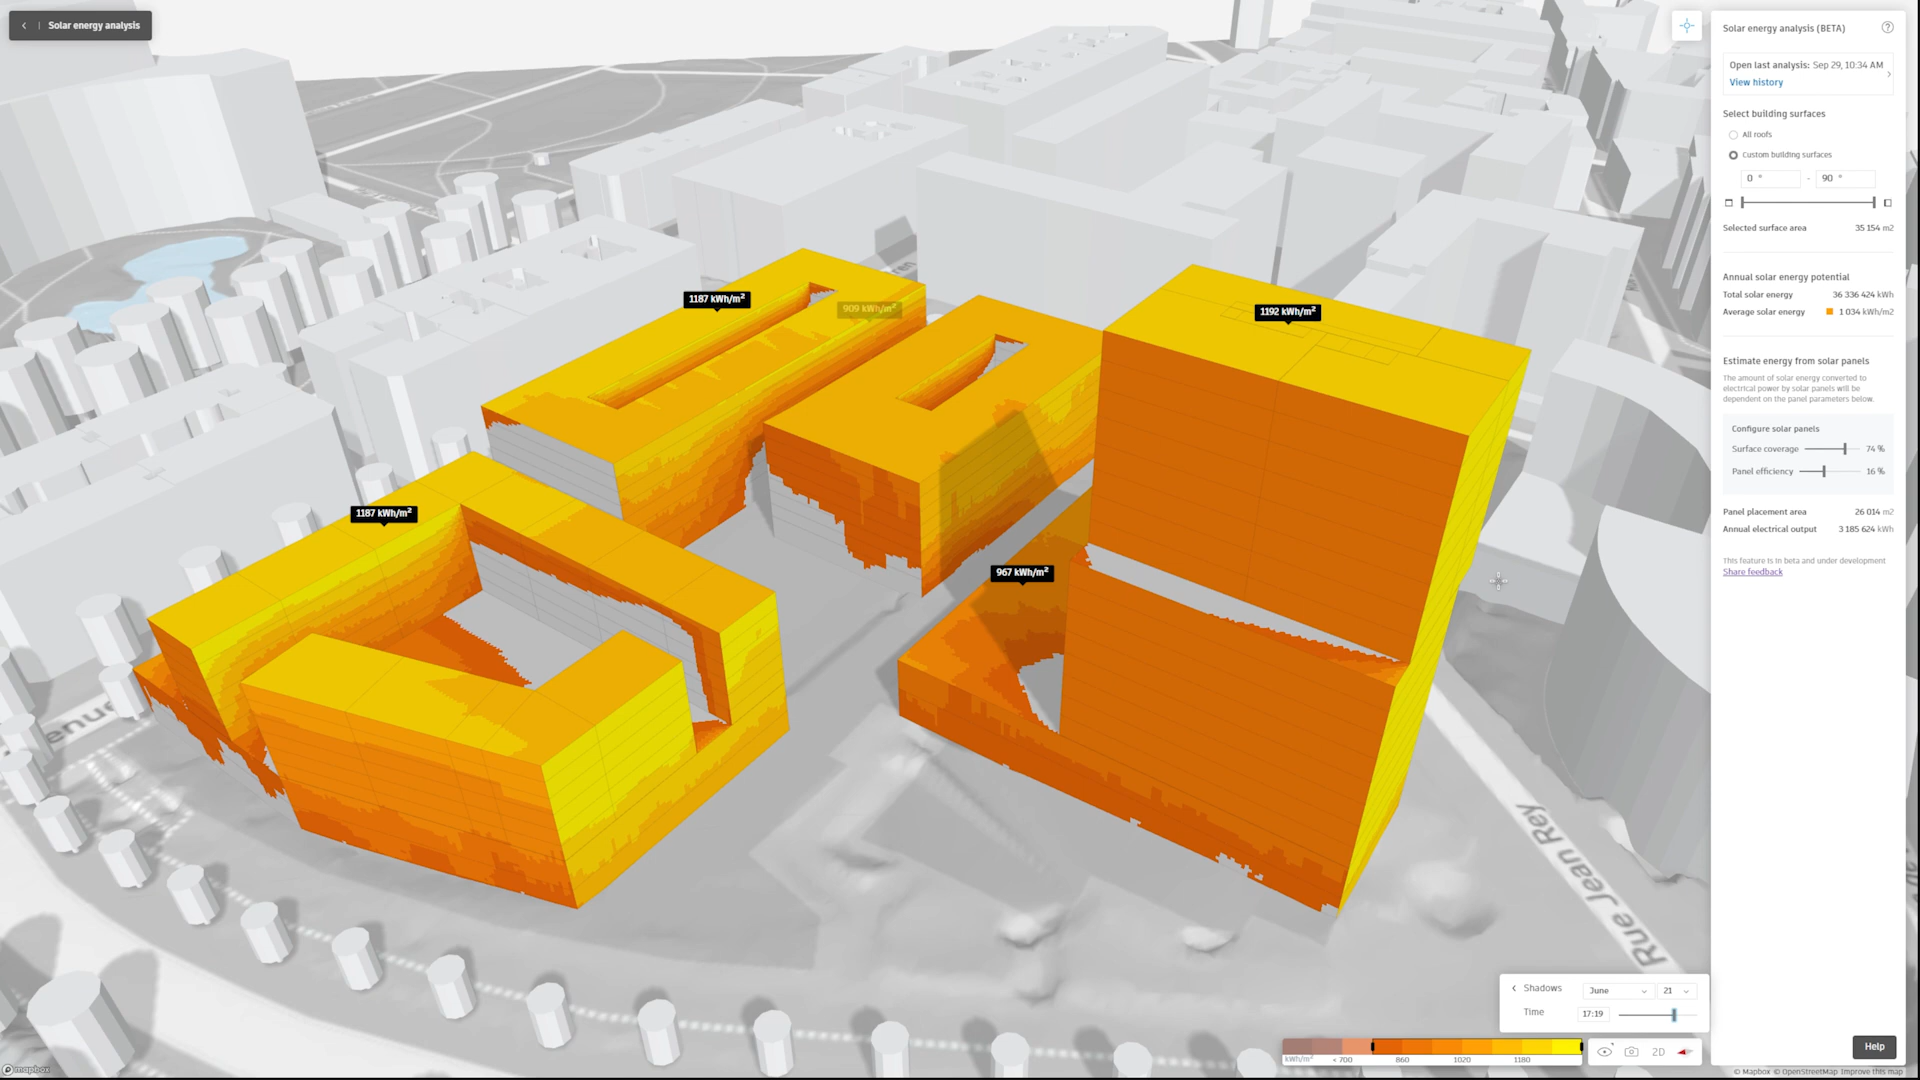 Solar energy analysis
Solar energy analysis (BETA)
Open last analysis: Sep 29, 10:34 AM
View history
Select building surfaces
All roofs
Custom building surfaces
0 ° - 90 °
Selected surface area 35 154 m2
Annual solar energy potential
Total solar energy 36 336 424 kWh
Average solar energy 1 034 kWh/m2
Estimate energy from solar panels
The amount of solar energy converted to
electrical power by solar panels will be
dependent on the panel parameters below.
Configure solar panels
Surface coverage 74 %
Panel efficiency 16 %
Panel placement area 26 014 m2
Annual electrical output 3 185 624 kWh
This feature is in beta and under development
Share feedback
1187 kWh/m²
909 kWh/m²
1192 kWh/m²
1187 kWh/m²
967 kWh/m²
Rue Jean Rey
Shadows June 21
Time 17:19
kWh/m² < 700 860 1020 1180
2D
Help
mapbox
© Mapbox © OpenStreetMap Improve this map